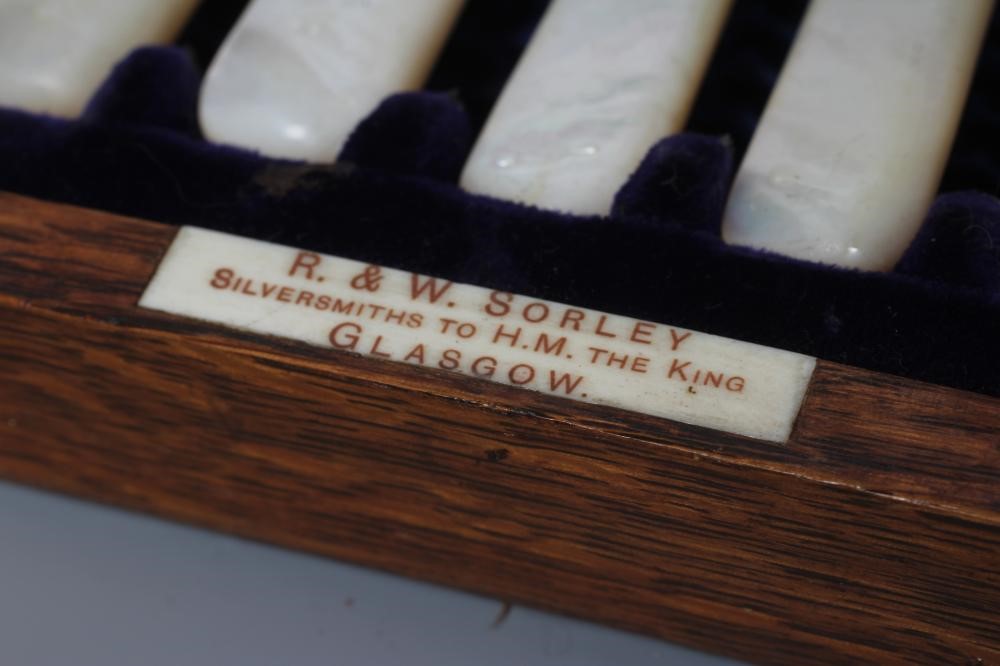 R. & W. SORLEY
SILVERSMITHS TO H.M. THE KING
GLASGOW.